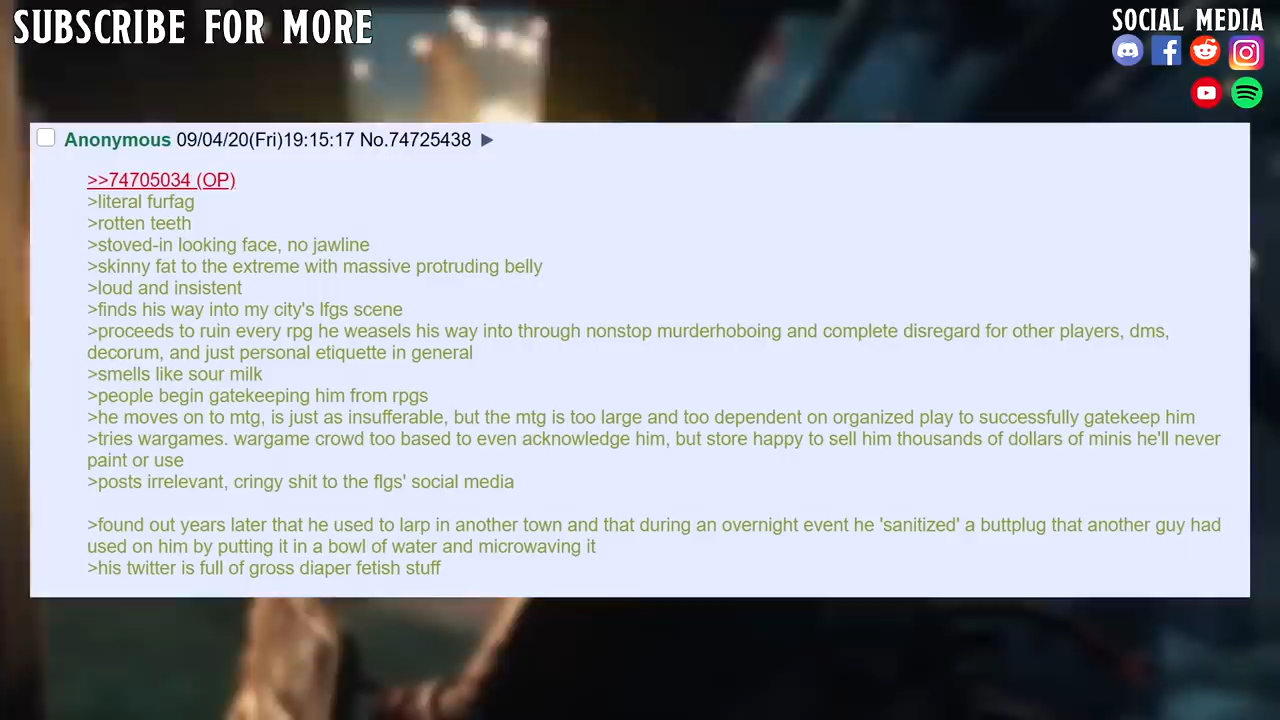 SUBSCRIBE FOR MORE
SOCIAL MEDIA
Anonymous 09/04/20(Fri)19:15:17 No.74725438 ▶
>>74705034 (OP)
>literal furfag
>rotten teeth
>stoved-in looking face, no jawline
>skinny fat to the extreme with massive protruding belly
>loud and insistent
>finds his way into my city's lfgs scene
>proceeds to ruin every rpg he weasels his way into through nonstop murderhoboing and complete disregard for other players, dms,
decorum, and just personal etiquette in general
>smells like sour milk
>people begin gatekeeping him from rpgs
>he moves on to mtg, is just as insufferable, but the mtg is too large and too dependent on organized play to successfully gatekeep him
>tries wargames. wargame crowd too based to even acknowledge him, but store happy to sell him thousands of dollars of minis he'll never
paint or use
>posts irrelevant, cringy shit to the flgs' social media
>found out years later that he used to larp in another town and that during an overnight event he 'sanitized' a buttplug that another guy had
used on him by putting it in a bowl of water and microwaving it
>his twitter is full of gross diaper fetish stuff